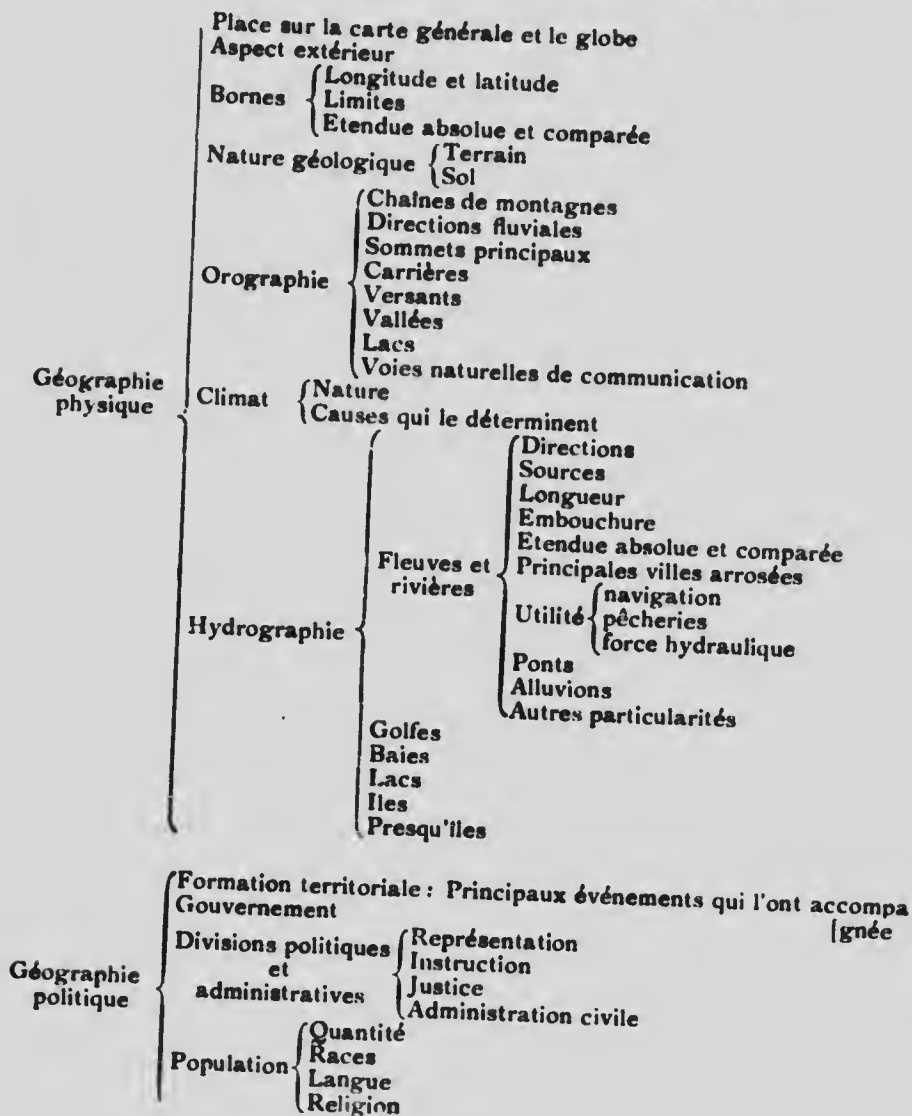 Place sur la carte générale et le globe
Aspect extérieur
Bornes
Longitude et latitude
Limites
Etendue absolue et comparée
Nature géologique
Terrain
Sol
Orographie
Chaînes de montagnes
Directions fluviales
Sommets principaux
Carrières
Versants
Vallées
Lacs
Voies naturelles de communication
Géographie
physique
Climat
Nature
Causes qui le déterminent
Hydrographie
Fleuves et
rivières
Directions
Sources
Longueur
Embouchure
Etendue absolue et comparée
Principales villes arrosées
Utilité
navigation
pêcheries
force hydraulique
Ponts
Alluvions
Autres particularités
Golfes
Baies
Lacs
Iles
Presqu'îles
Géographie
politique
Formation territoriale : Principaux événements qui l'ont accompa
[gnée
Gouvernement
Divisions politiques
et
administratives
Représentation
Instruction
Justice
Administration civile
Population
Quantité
Races
Langue
Religion